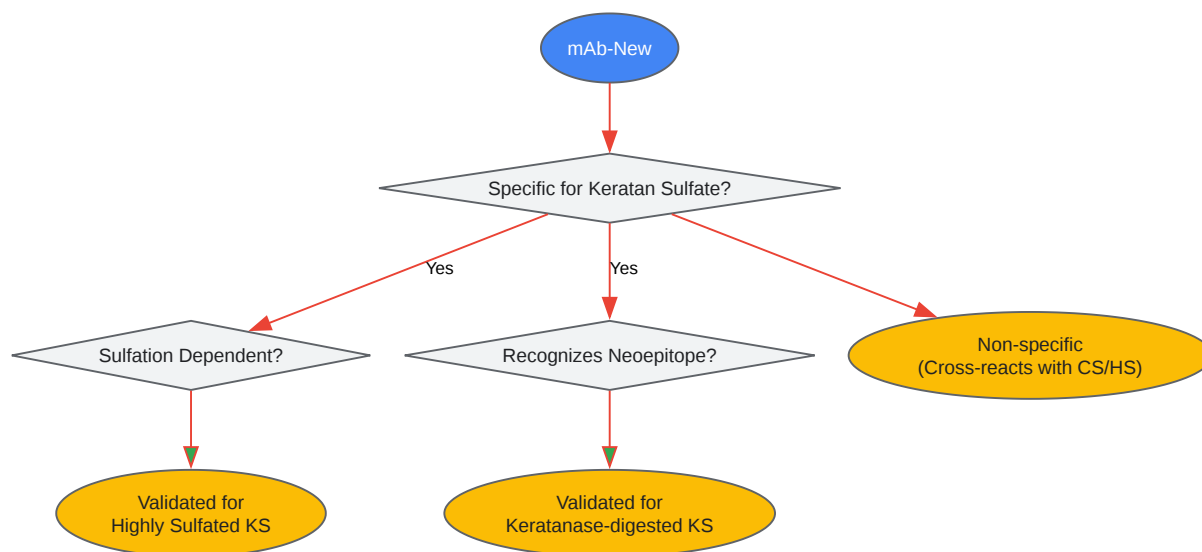 mAb-New
Specific for Keratan Sulfate?
Yes
Yes
Sulfation Dependent?
Recognizes Neoepitope?
Non-specific
(Cross-reacts with CS/HS)
Validated for
Highly Sulfated KS
Validated for
Keratanase-digested KS